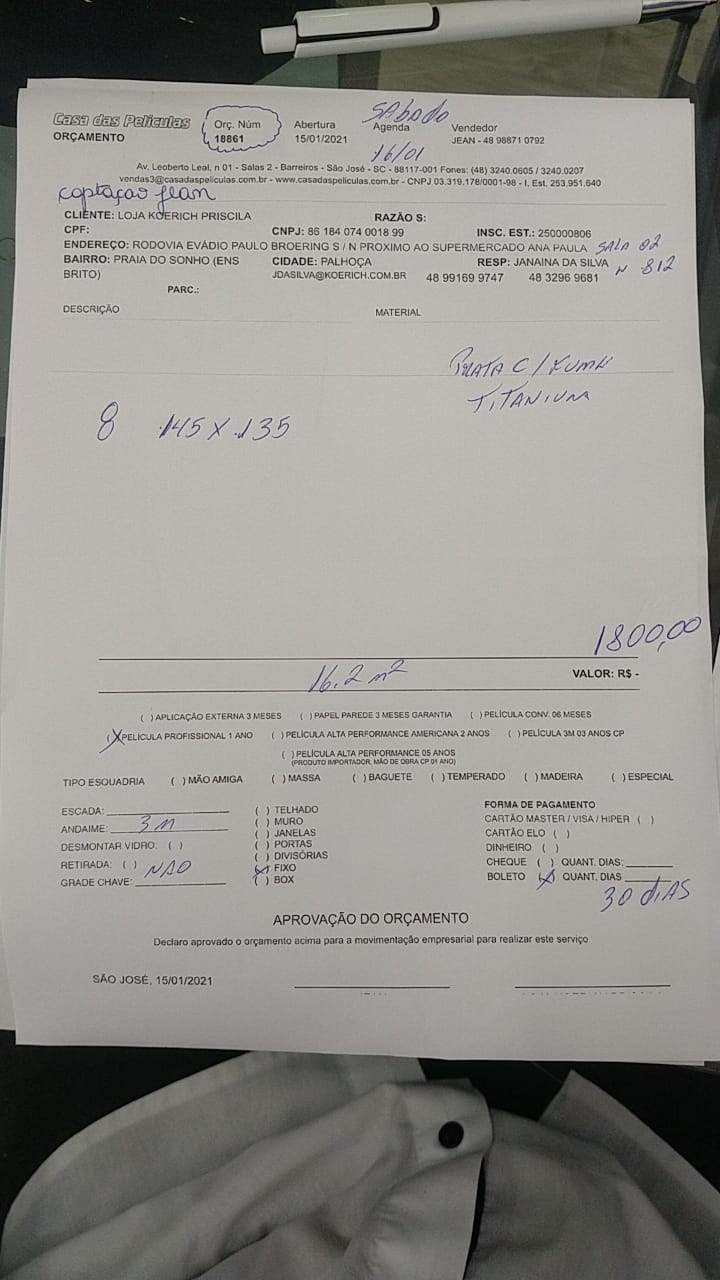 Sábado
Casa das Películas Orç. Núm Abertura Agenda Vendedor
ORÇAMENTO 18861 15/01/2021 16/01 JEAN - 48 98871 0792
Av. Leoberto Leal, n 01 - Salas 2 - Barreiros - São José - SC - 88117-001 Fones: (48) 3240.0605 / 3240.0207
vendas3@casadaspeliculas.com.br - www.casadaspeliculas.com.br - CNPJ 03.319.178/0001-98 - I. Est. 253.951.640
captação jean
CLIENTE: LOJA KOERICH PRISCILA RAZÃO S:
CPF: CNPJ: 86 184 074 0018 99 INSC. EST.: 250000806
ENDEREÇO: RODOVIA EVÁDIO PAULO BROERING S / N PROXIMO AO SUPERMERCADO ANA PAULA SALA 02
BAIRRO: PRAIA DO SONHO (ENS CIDADE: PALHOÇA RESP: JANAINA DA SILVA N 812
BRITO) JDASILVA@KOERICH.COM.BR 48 99169 9747 48 3296 9681
PARC.:
DESCRIÇÃO MATERIAL
PRATA C/ FUMÊ
TITANIUM
8 .145 X .135
1800,00
16.2 m² VALOR: R$ -
( ) APLICAÇÃO EXTERNA 3 MESES ( ) PAPEL PAREDE 3 MESES GARANTIA ( ) PELÍCULA CONV. 06 MESES
(X PELÍCULA PROFISSIONAL 1 ANO ( ) PELÍCULA ALTA PERFORMANCE AMERICANA 2 ANOS ( ) PELÍCULA 3M 03 ANOS CP
( ) PELÍCULA ALTA PERFORMANCE 05 ANOS
(PRODUTO IMPORTADOR, MÃO DE OBRA CP 01 ANO)
TIPO ESQUADRIA ( ) MÃO AMIGA ( ) MASSA ( ) BAGUETE ( ) TEMPERADO ( ) MADEIRA ( ) ESPECIAL
ESCADA: ( ) TELHADO FORMA DE PAGAMENTO
ANDAIME: 3M ( ) MURO CARTÃO MASTER / VISA / HIPER ( )
DESMONTAR VIDRO: ( ) ( ) JANELAS CARTÃO ELO ( )
( ) PORTAS DINHEIRO ( )
RETIRADA: ( ) NÃO ( ) DIVISÓRIAS CHEQUE ( ) QUANT. DIAS:
(X) FIXO BOLETO (X) QUANT. DIAS
GRADE CHAVE: ( ) BOX 30 DIAS
APROVAÇÃO DO ORÇAMENTO
Declaro aprovado o orçamento acima para a movimentação empresarial para realizar este serviço
SÃO JOSÉ, 15/01/2021